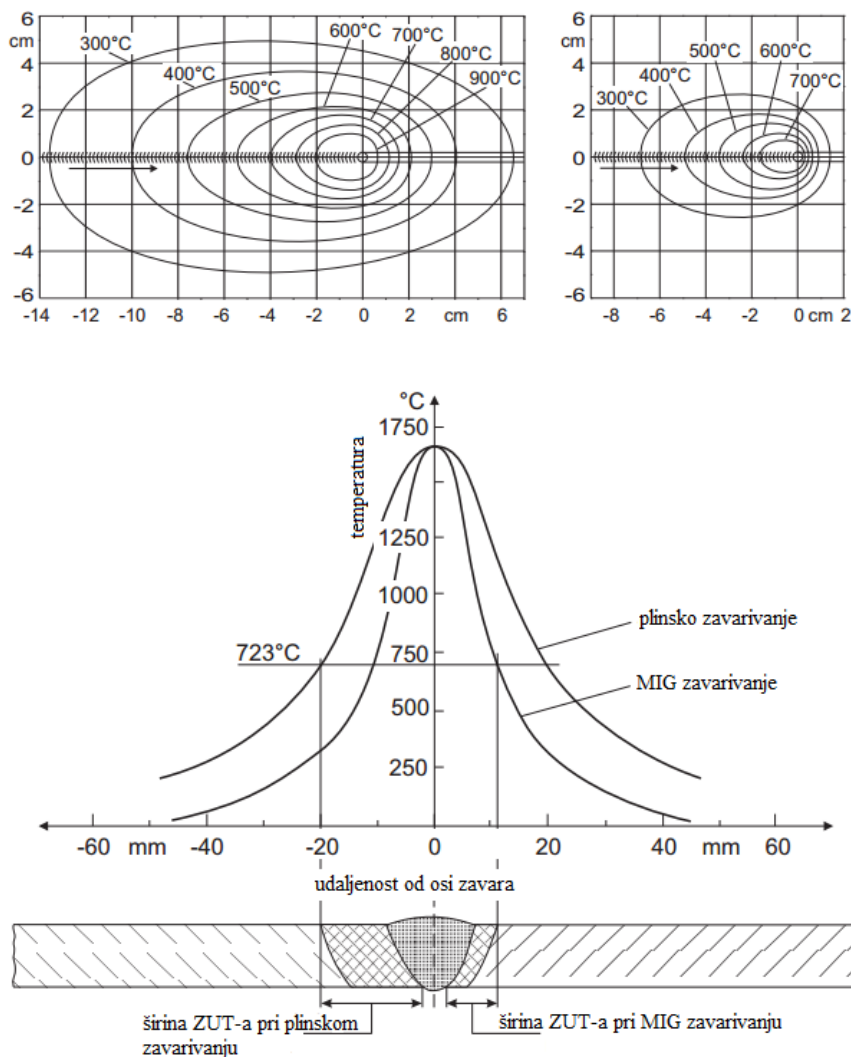 6
cm
4
2
0
-2
-4
-6
300°C
400°C
500°C
600°C
700°C
800°C
900°C
-14 -12 -10 -8 -6 -4 -2 0 2 cm 6
6
cm
4
2
0
-2
-4
-6
300°C
400°C
500°C
600°C
700°C
-8 -6 -4 -2 0 cm 2
°C
1750
temperatura
1250
1000
723°C
750
500
250
plinsko zavarivanje
MIG zavarivanje
-60 mm -40 -20 0 20 40 mm 60
udaljenost od osi zavara
širina ZUT-a pri plinskom
zavarivanju
širina ZUT-a pri MIG zavarivanju